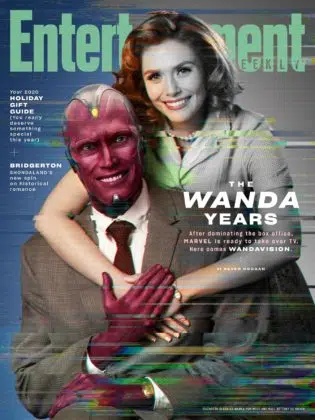 Entertainment
WEEKLY
Your 2020
HOLIDAY
GIFT
GUIDE
(You really
deserve
something
special
this year)
BRIDGERTON
SHONDALAND'S
new spin
on historical
romance
THE
WANDA
YEARS
After dominating the box office,
MARVEL is ready to take over TV.
Here comes WANDAVISION.